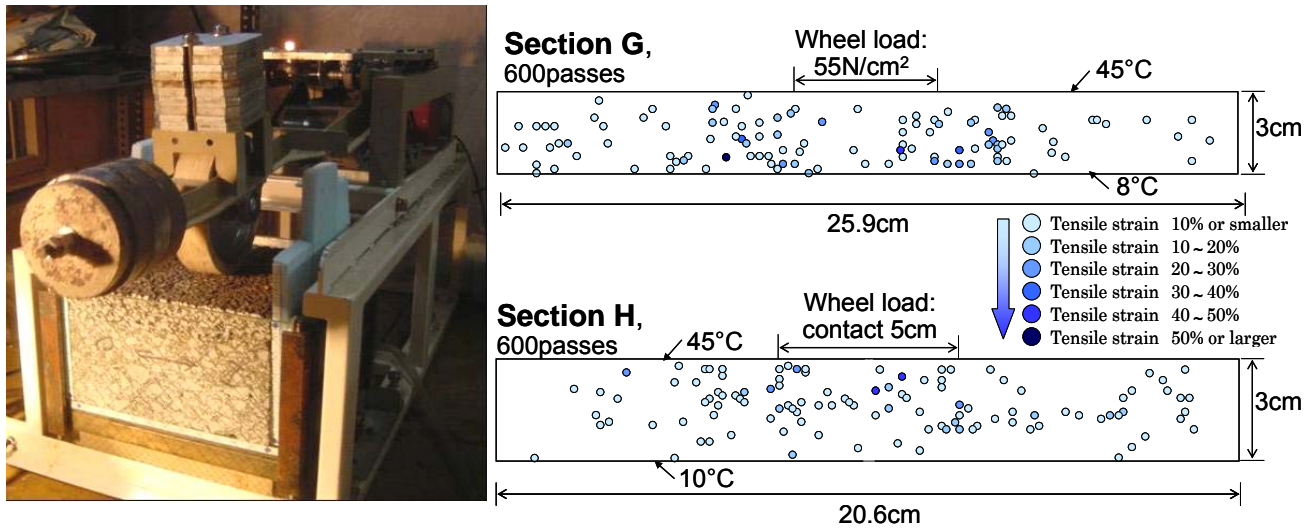 Section G,
600passes
Wheel load:
55N/cm²
45°C
3cm
8°C
25.9cm
Tensile strain 10% or smaller
Tensile strain 10~20%
Tensile strain 20~30%
Tensile strain 30~40%
Tensile strain 40~50%
Tensile strain 50% or larger
Section H,
600passes
Wheel load:
contact 5cm
45°C
3cm
10°C
20.6cm